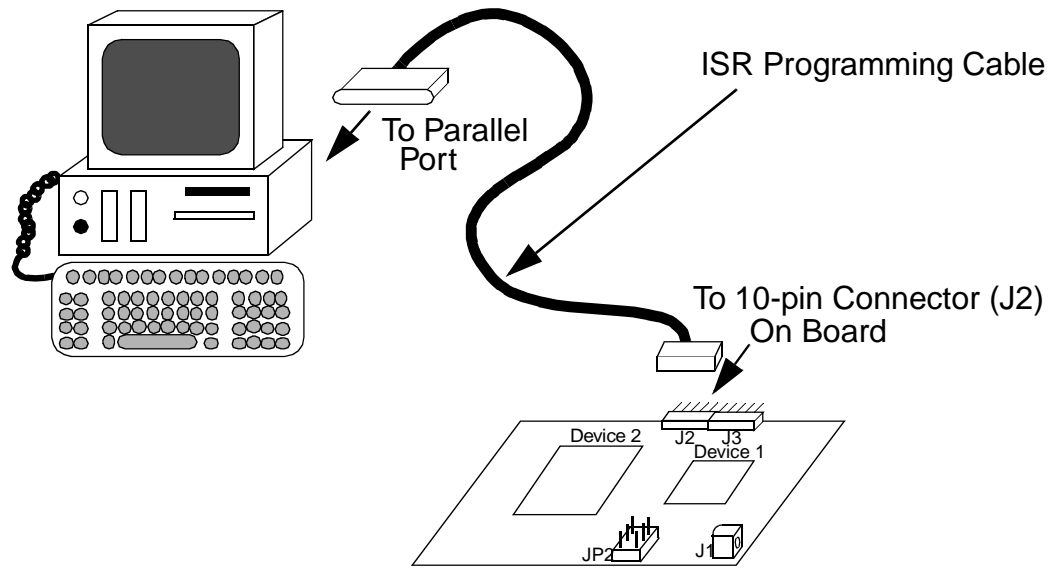 ISR Programming Cable
To Parallel
Port
To 10-pin Connector (J2)
On Board
Device 2
J2
J3
Device 1
JP2
J1